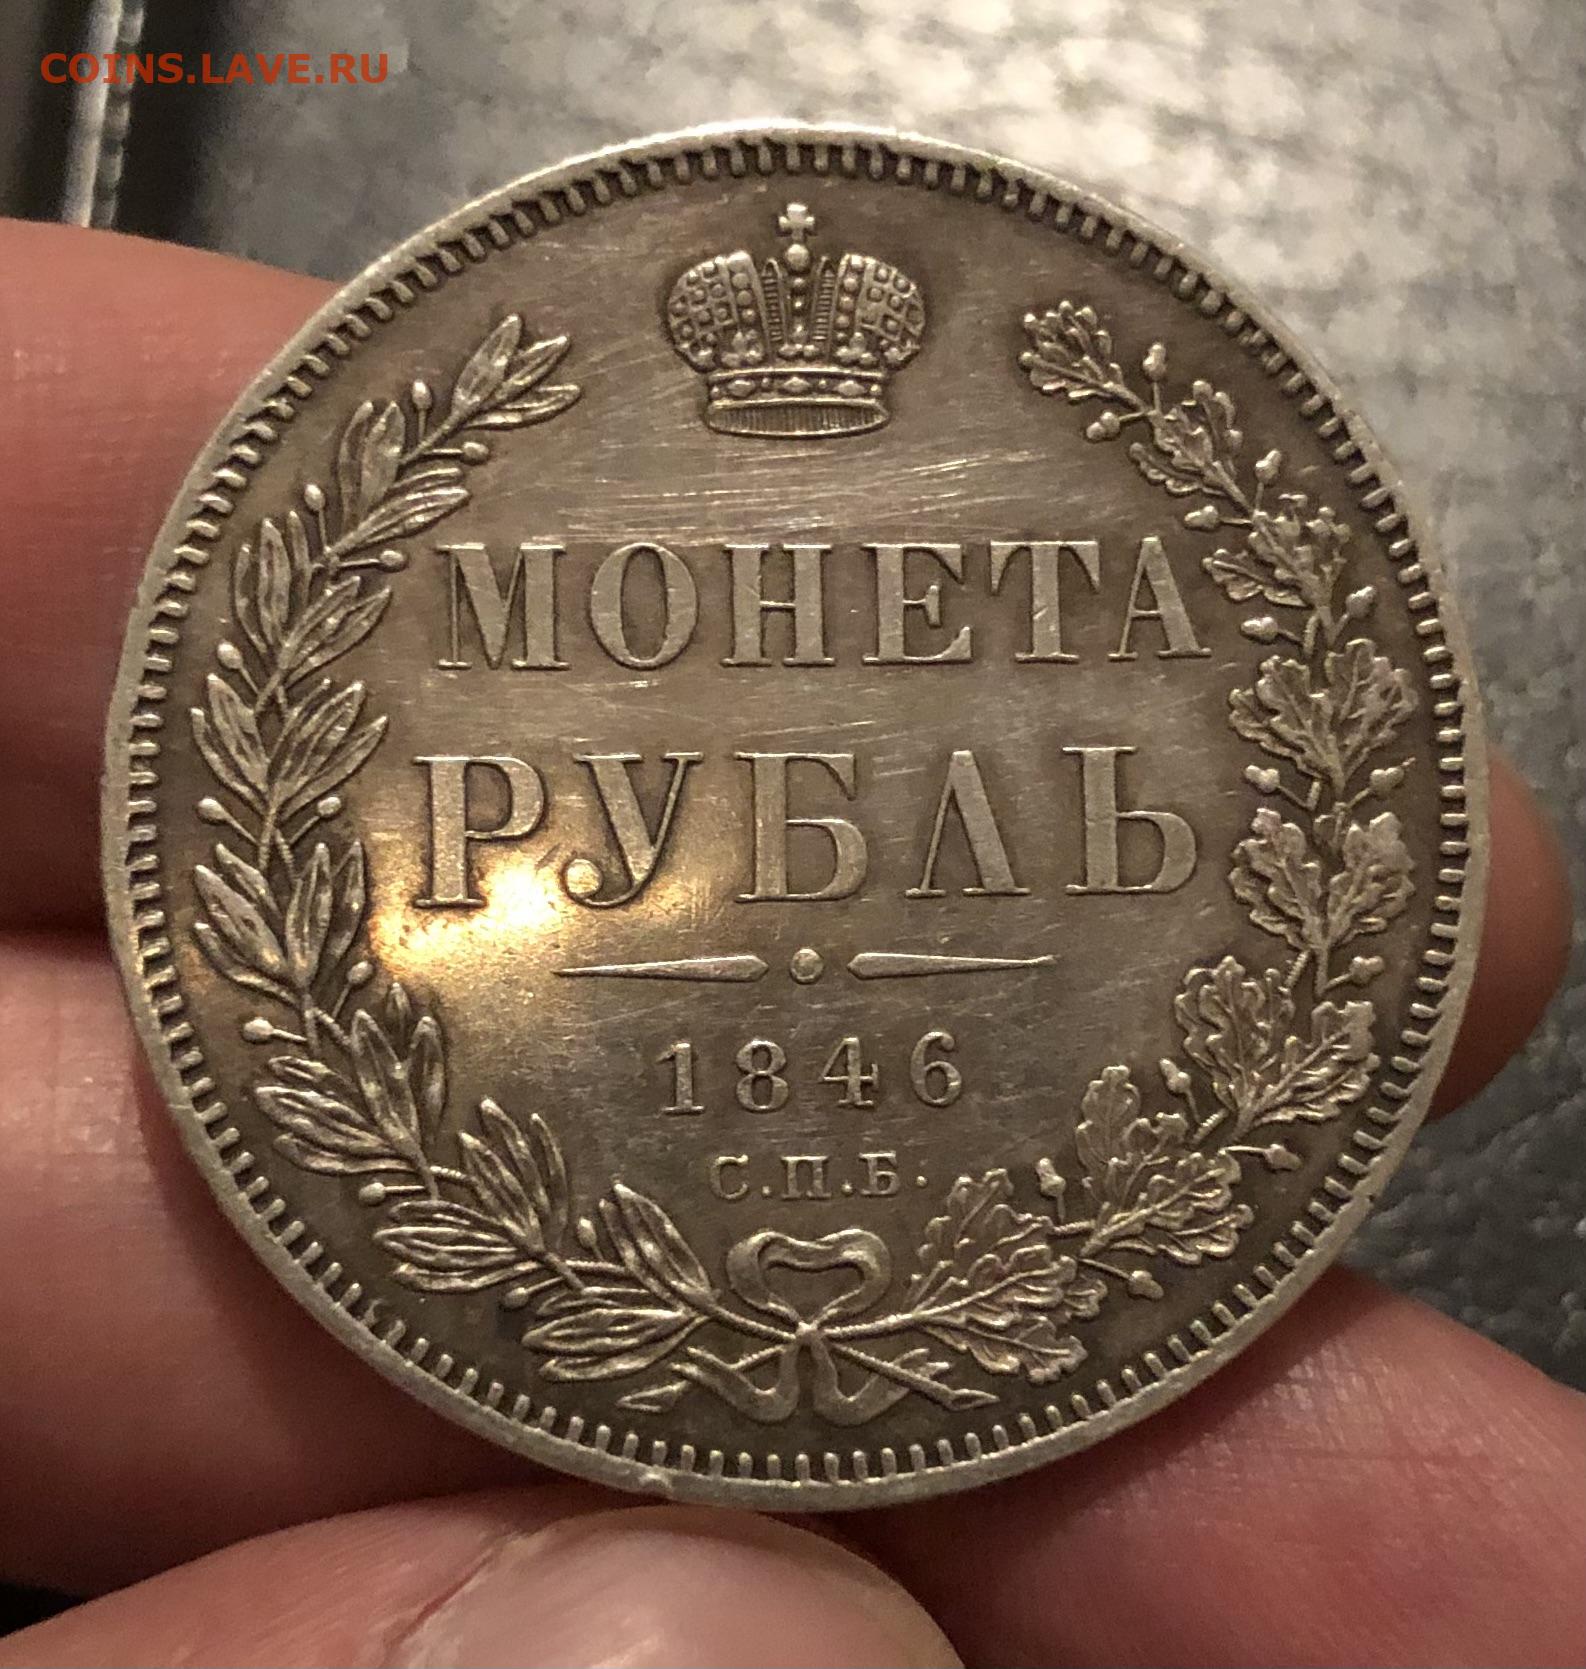 COINS.LAVE.RU
МОНЕТА
РУБЛЬ
1846
С.П.Б.